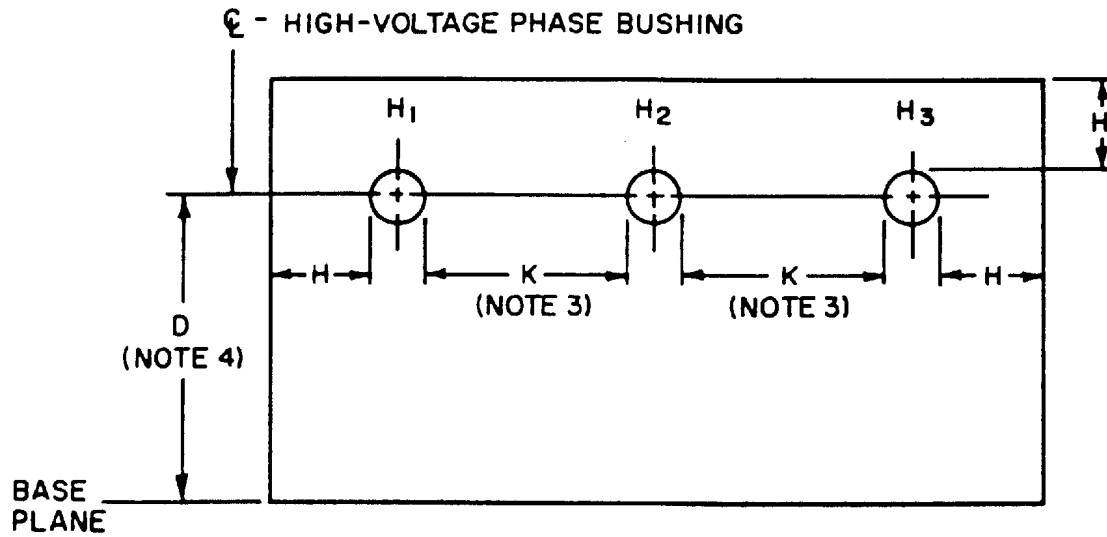 ℄ - HIGH-VOLTAGE PHASE BUSHING
H1 H2 H3
H
H K K H
(NOTE 3) (NOTE 3)
D
(NOTE 4)
BASE
PLANE